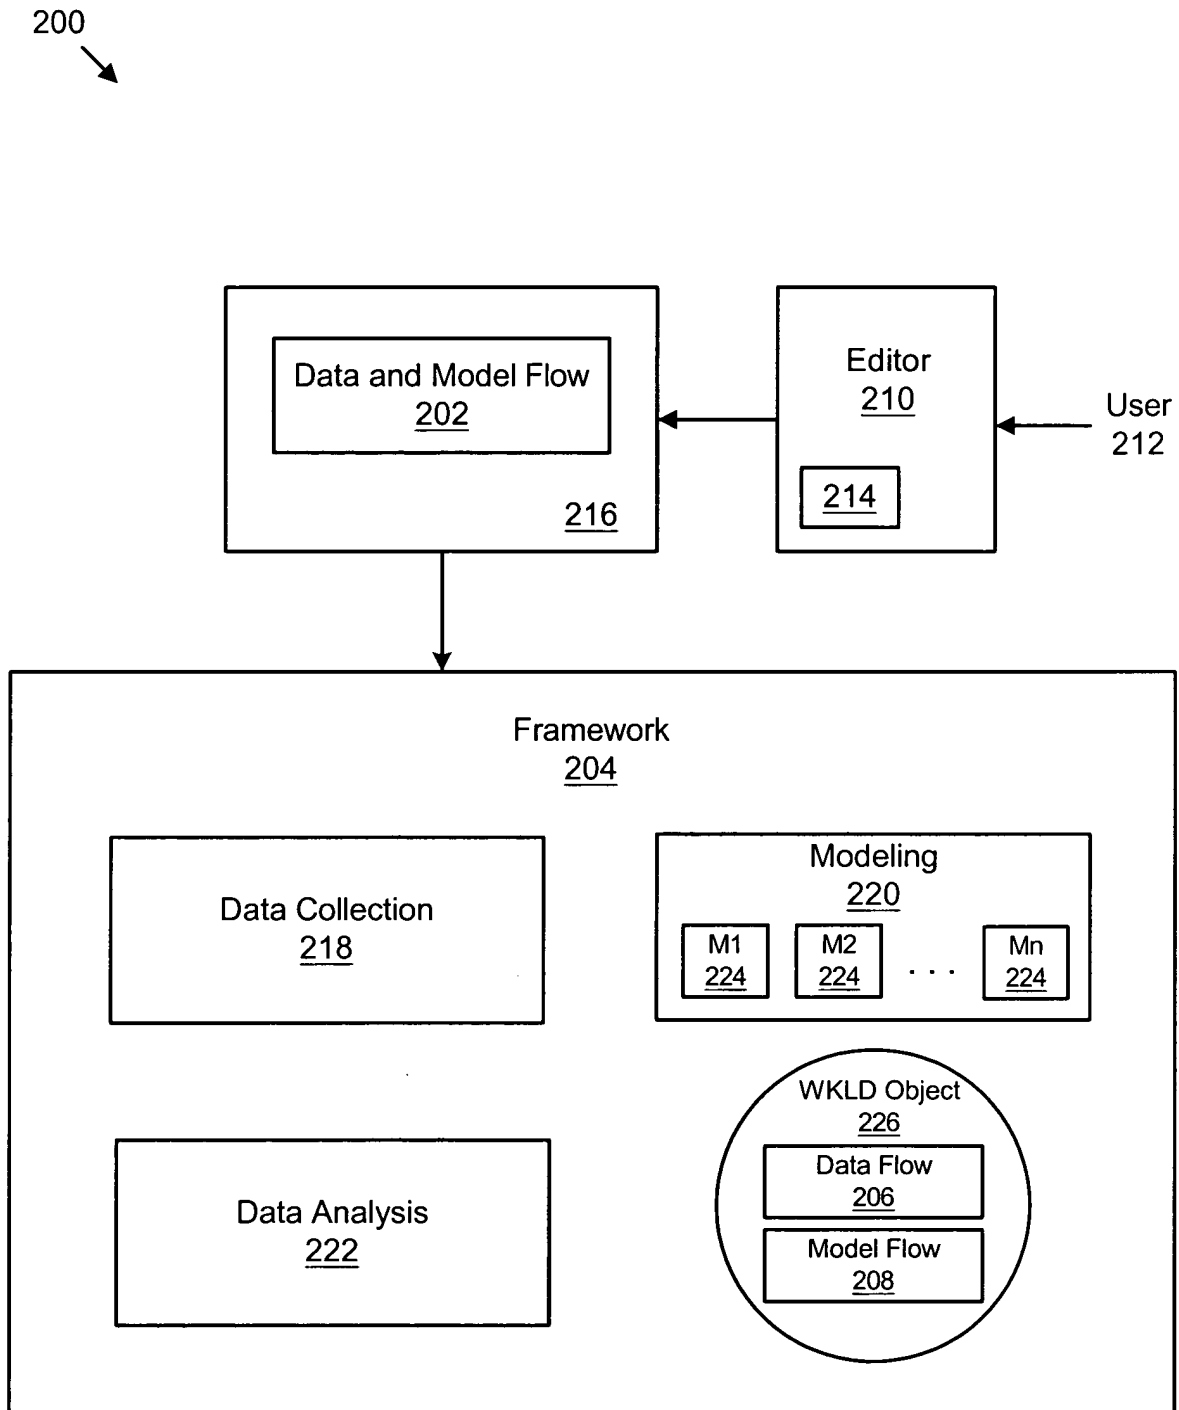 200
Data and Model Flow
202
216
Editor
210
214
User
212
Framework
204
Data Collection
218
Modeling
220
M1
224
M2
224
. . .
Mn
224
Data Analysis
222
WKLD Object
226
Data Flow
206
Model Flow
208